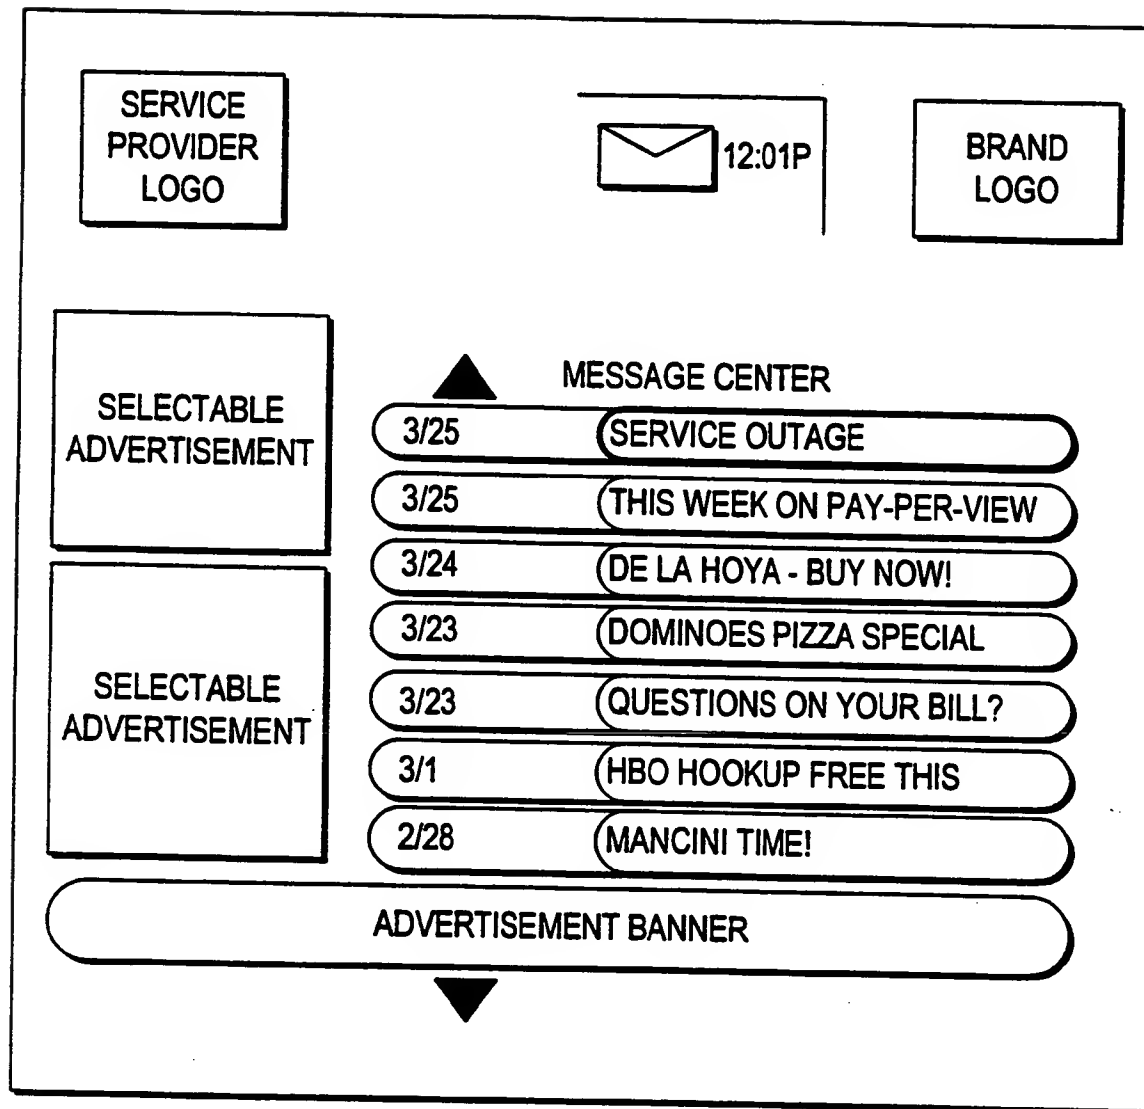 SERVICE
PROVIDER
LOGO
12:01P
BRAND
LOGO
SELECTABLE
ADVERTISEMENT
SELECTABLE
ADVERTISEMENT
MESSAGE CENTER
3/25 SERVICE OUTAGE
3/25 THIS WEEK ON PAY-PER-VIEW
3/24 DE LA HOYA - BUY NOW!
3/23 DOMINOES PIZZA SPECIAL
3/23 QUESTIONS ON YOUR BILL?
3/1 HBO HOOKUP FREE THIS
2/28 MANCINI TIME!
ADVERTISEMENT BANNER